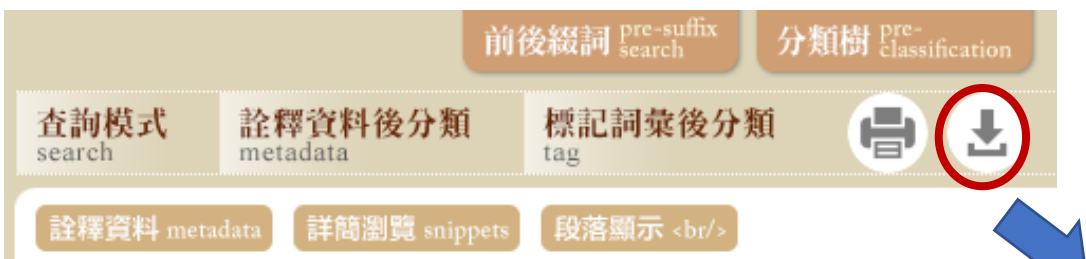 前後綴詞 pre-suffix search
分類樹 pre-classification
查詢模式 search
詮釋資料後分類 metadata
標記詞彙後分類 tag
詮釋資料 metadata
詳簡瀏覽 snippets
段落顯示 <br/>